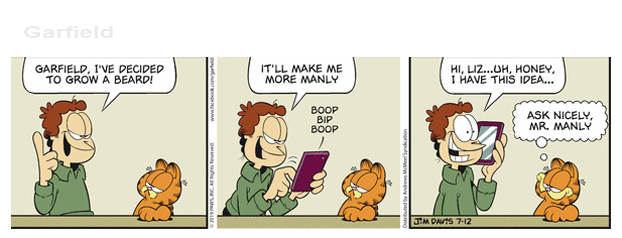 Garfield
GARFIELD, I'VE DECIDED
TO GROW A BEARD!
www.facebook.com/garfield
© 2019 PAWS, INC. All Rights Reserved.
IT'LL MAKE ME
MORE MANLY
BOOP
BIP
BOOP
Distributed by Andrews McMeel Syndication
HI, LIZ...UH, HONEY,
I HAVE THIS IDEA...
ASK NICELY,
MR. MANLY
JIM DAVIS 7-12